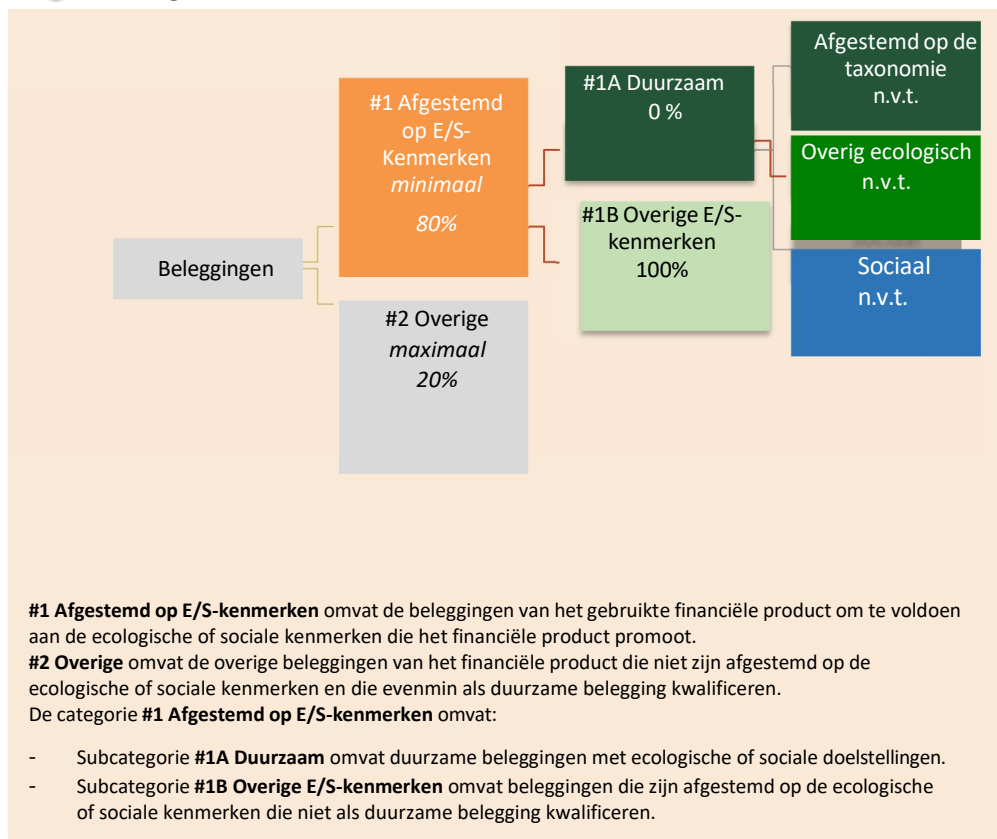 Beleggingen
#1 Afgestemd
op E/S-
Kenmerken
minimaal
80%
#2 Overige
maximaal
20%
#1A Duurzaam
0 %
#1B Overige E/S-
kenmerken
100%
Afgestemd op de
taxonomie
n.v.t.
Overig ecologisch
n.v.t.
Sociaal
n.v.t.
#1 Afgestemd op E/S-kenmerken omvat de beleggingen van het gebruikte financiële product om te voldoen
aan de ecologische of sociale kenmerken die het financiële product promoot.
#2 Overige omvat de overige beleggingen van het financiële product die niet zijn afgestemd op de
ecologische of sociale kenmerken en die evenmin als duurzame belegging kwalificeren.
De categorie #1 Afgestemd op E/S-kenmerken omvat:
- Subcategorie #1A Duurzaam omvat duurzame beleggingen met ecologische of sociale doelstellingen.
- Subcategorie #1B Overige E/S-kenmerken omvat beleggingen die zijn afgestemd op de ecologische
of sociale kenmerken die niet als duurzame belegging kwalificeren.